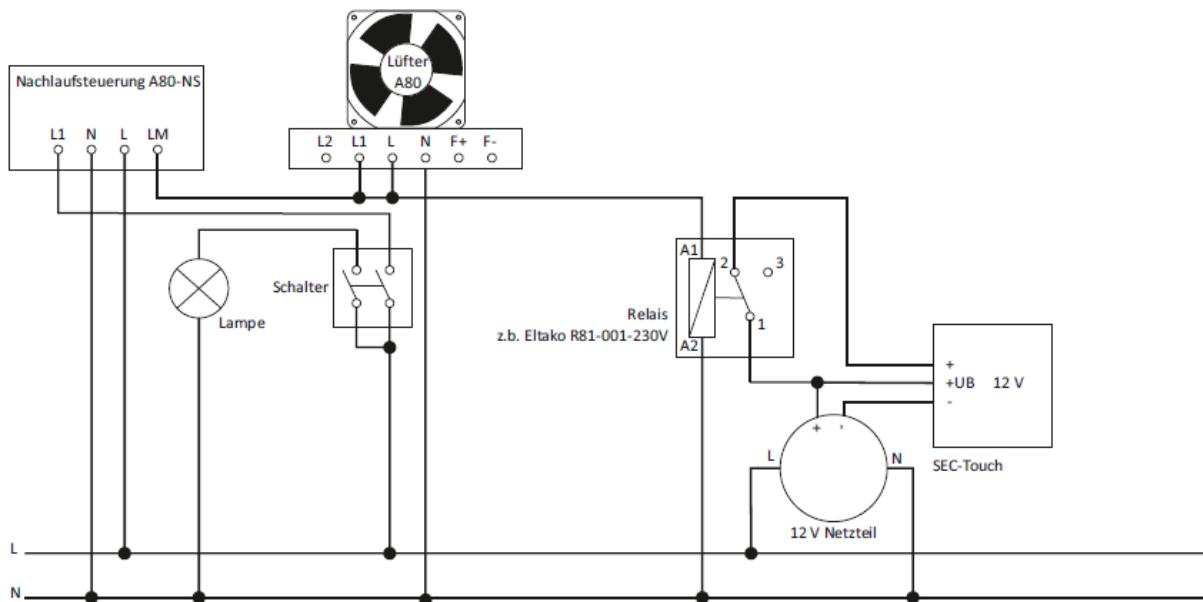 Nachlaufsteuerung A80-NS
L1 N L LM
Lüfter
A80
L2 L1 L N F+ F-
Schalter
Lampe
A1
2
3
1
A2
Relais
z.b. Eltako R81-001-230V
+
+UB 12 V
-
SEC-Touch
+ -
L
N
12 V Netzteil
L
N